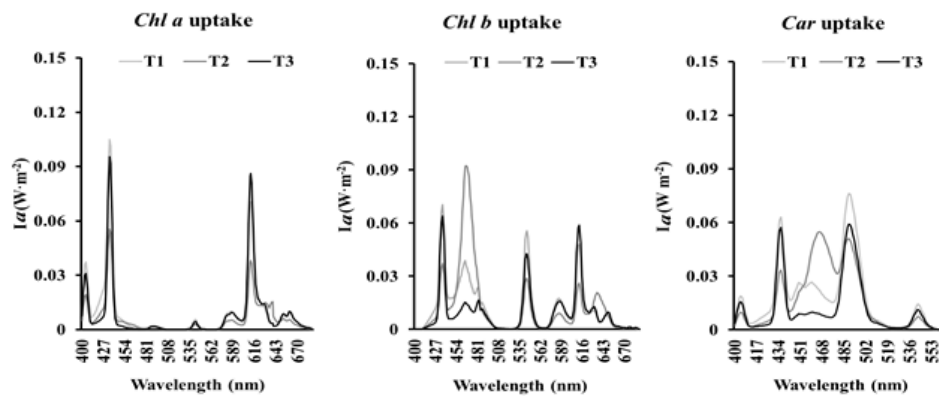 Chl a uptake
T1 T2 T3
Ia(W·m-2)
0.15
0.12
0.09
0.06
0.03
0
400 427 454 481 508 535 562 589 616 643 670
Wavelength (nm)
Chl b uptake
T1 T2 T3
Ia(W·m-2)
0.15
0.12
0.09
0.06
0.03
0
400 427 454 481 508 535 562 589 616 643 670
Wavelength (nm)
Car uptake
T1 T2 T3
Ia(W m-2)
0.15
0.12
0.09
0.06
0.03
0
400 417 434 451 468 485 502 519 536 553
Wavelength (nm)